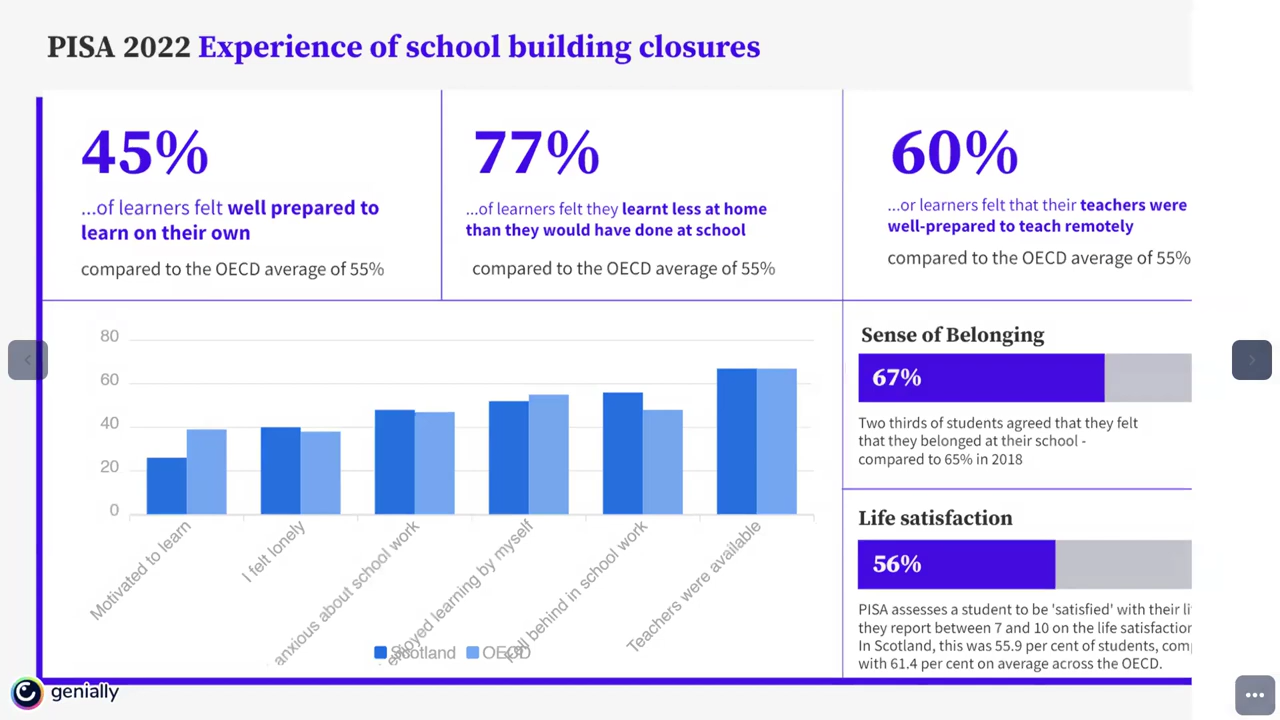 PISA 2022 Experience of school building closures
45%
...of learners felt well prepared to
learn on their own
compared to the OECD average of 55%
77%
...of learners felt they learnt less at home
than they would have done at school
compared to the OECD average of 55%
60%
...or learners felt that their teachers were
well-prepared to teach remotely
compared to the OECD average of 55%
80
60
40
20
0
Motivated to learn
I felt lonely
anxious about school work
enjoyed learning by myself
fell behind in school work
Teachers were available
Scotland
OECD
Sense of Belonging
67%
Two thirds of students agreed that they felt
that they belonged at their school -
compared to 65% in 2018
Life satisfaction
56%
PISA assesses a student to be 'satisfied' with their
they report between 7 and 10 on the life satisfaction
In Scotland, this was 55.9 per cent of students,
with 61.4 per cent on average across the OECD.
genially